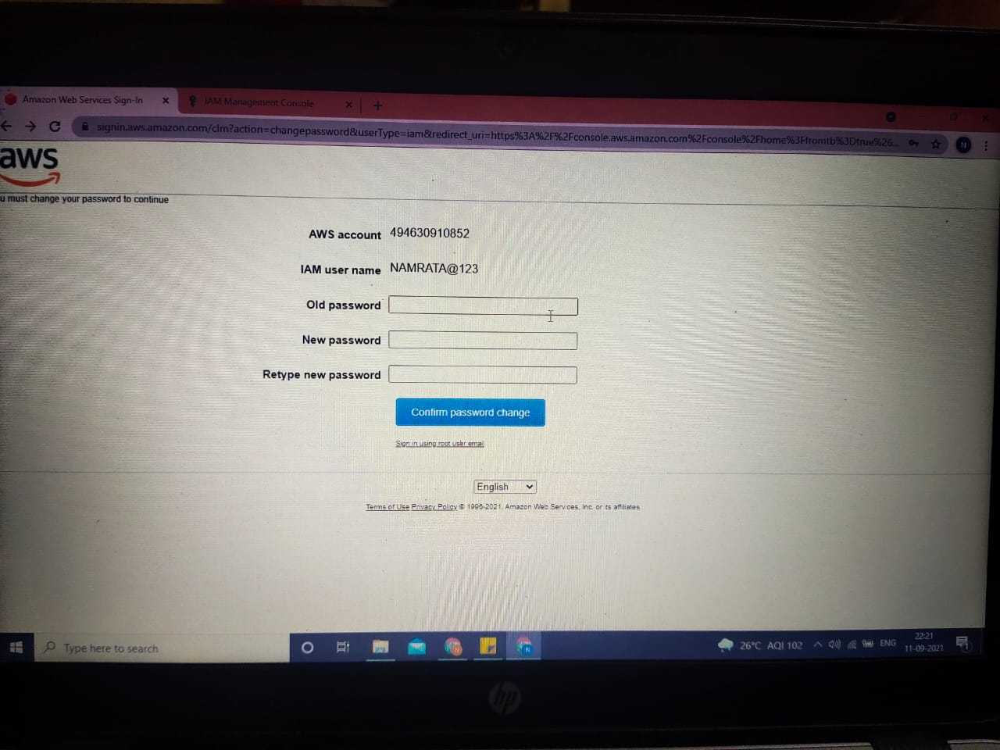 Amazon Web Services Sign-In
IAM Management Console
signin.aws.amazon.com/clm?action=changepassword&userType=iam&redirect_uri=https%3A%2F%2Fconsole.aws.amazon.com%2Fconsole%2Fhome%3Ffromtb%3Dtrue%26...
N
aws
u must change your password to continue
AWS account 494630910852
IAM user name NAMRATA@123
Old password
New password
Retype new password
Confirm password change
Sign in using root user email
English
Terms of Use Privacy Policy © 1996-2021, Amazon Web Services, Inc. or its affiliates.
Type here to search
26°C AQI 102
ENG
22:21
11-09-2021
1
hp